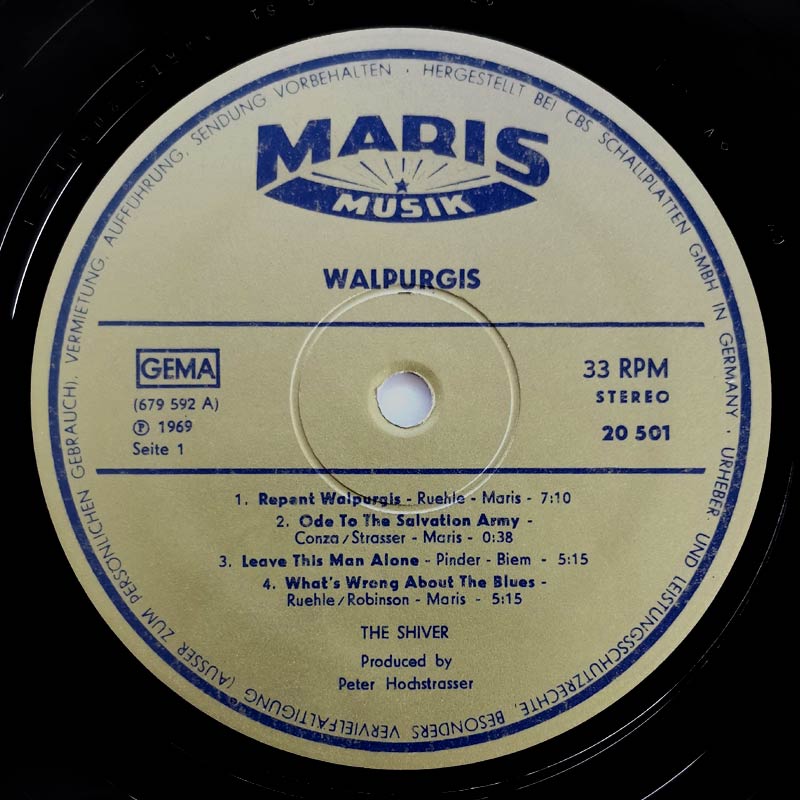 MARIS
MUSIK
WALPURGIS
GEMA
(679 592 A)
Ⓟ 1969
Seite 1
33 RPM
STEREO
20 501
1. Repent Walpurgis - Ruehle - Maris - 7:10
2. Ode To The Salvation Army -
Conza/Strasser - Maris - 0:38
3. Leave This Man Alone - Pinder - Biem - 5:15
4. What's Wrong About The Blues -
Ruehle/Robinson - Maris - 5:15
THE SHIVER
Produced by
Peter Hochstrasser
HERGESTELLT BEI CBS SCHALLPLATTEN GMBH IN GERMANY · URHEBER- UND LEISTUNGSSCHUTZRECHTE, BESONDERS VERVIELFÄLTIGUNG (AUSSER ZUM PERSÖNLICHEN GEBRAUCH), VERMIETUNG, AUFFÜHRUNG, SENDUNG VORBEHALTEN ·